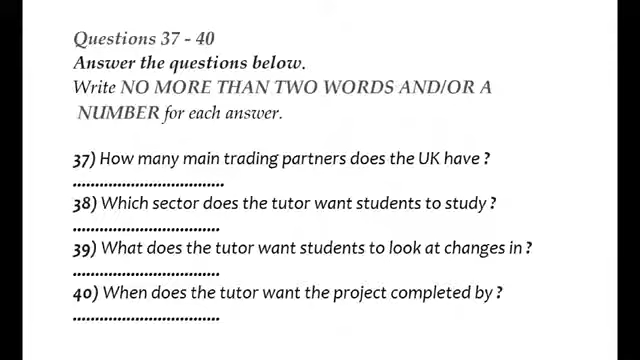 Questions 37 - 40
Answer the questions below.
Write NO MORE THAN TWO WORDS AND/OR A
NUMBER for each answer.
37) How many main trading partners does the UK have ?
..................................
38) Which sector does the tutor want students to study ?
.................................
39) What does the tutor want students to look at changes in ?
.................................
40) When does the tutor want the project completed by ?
.................................